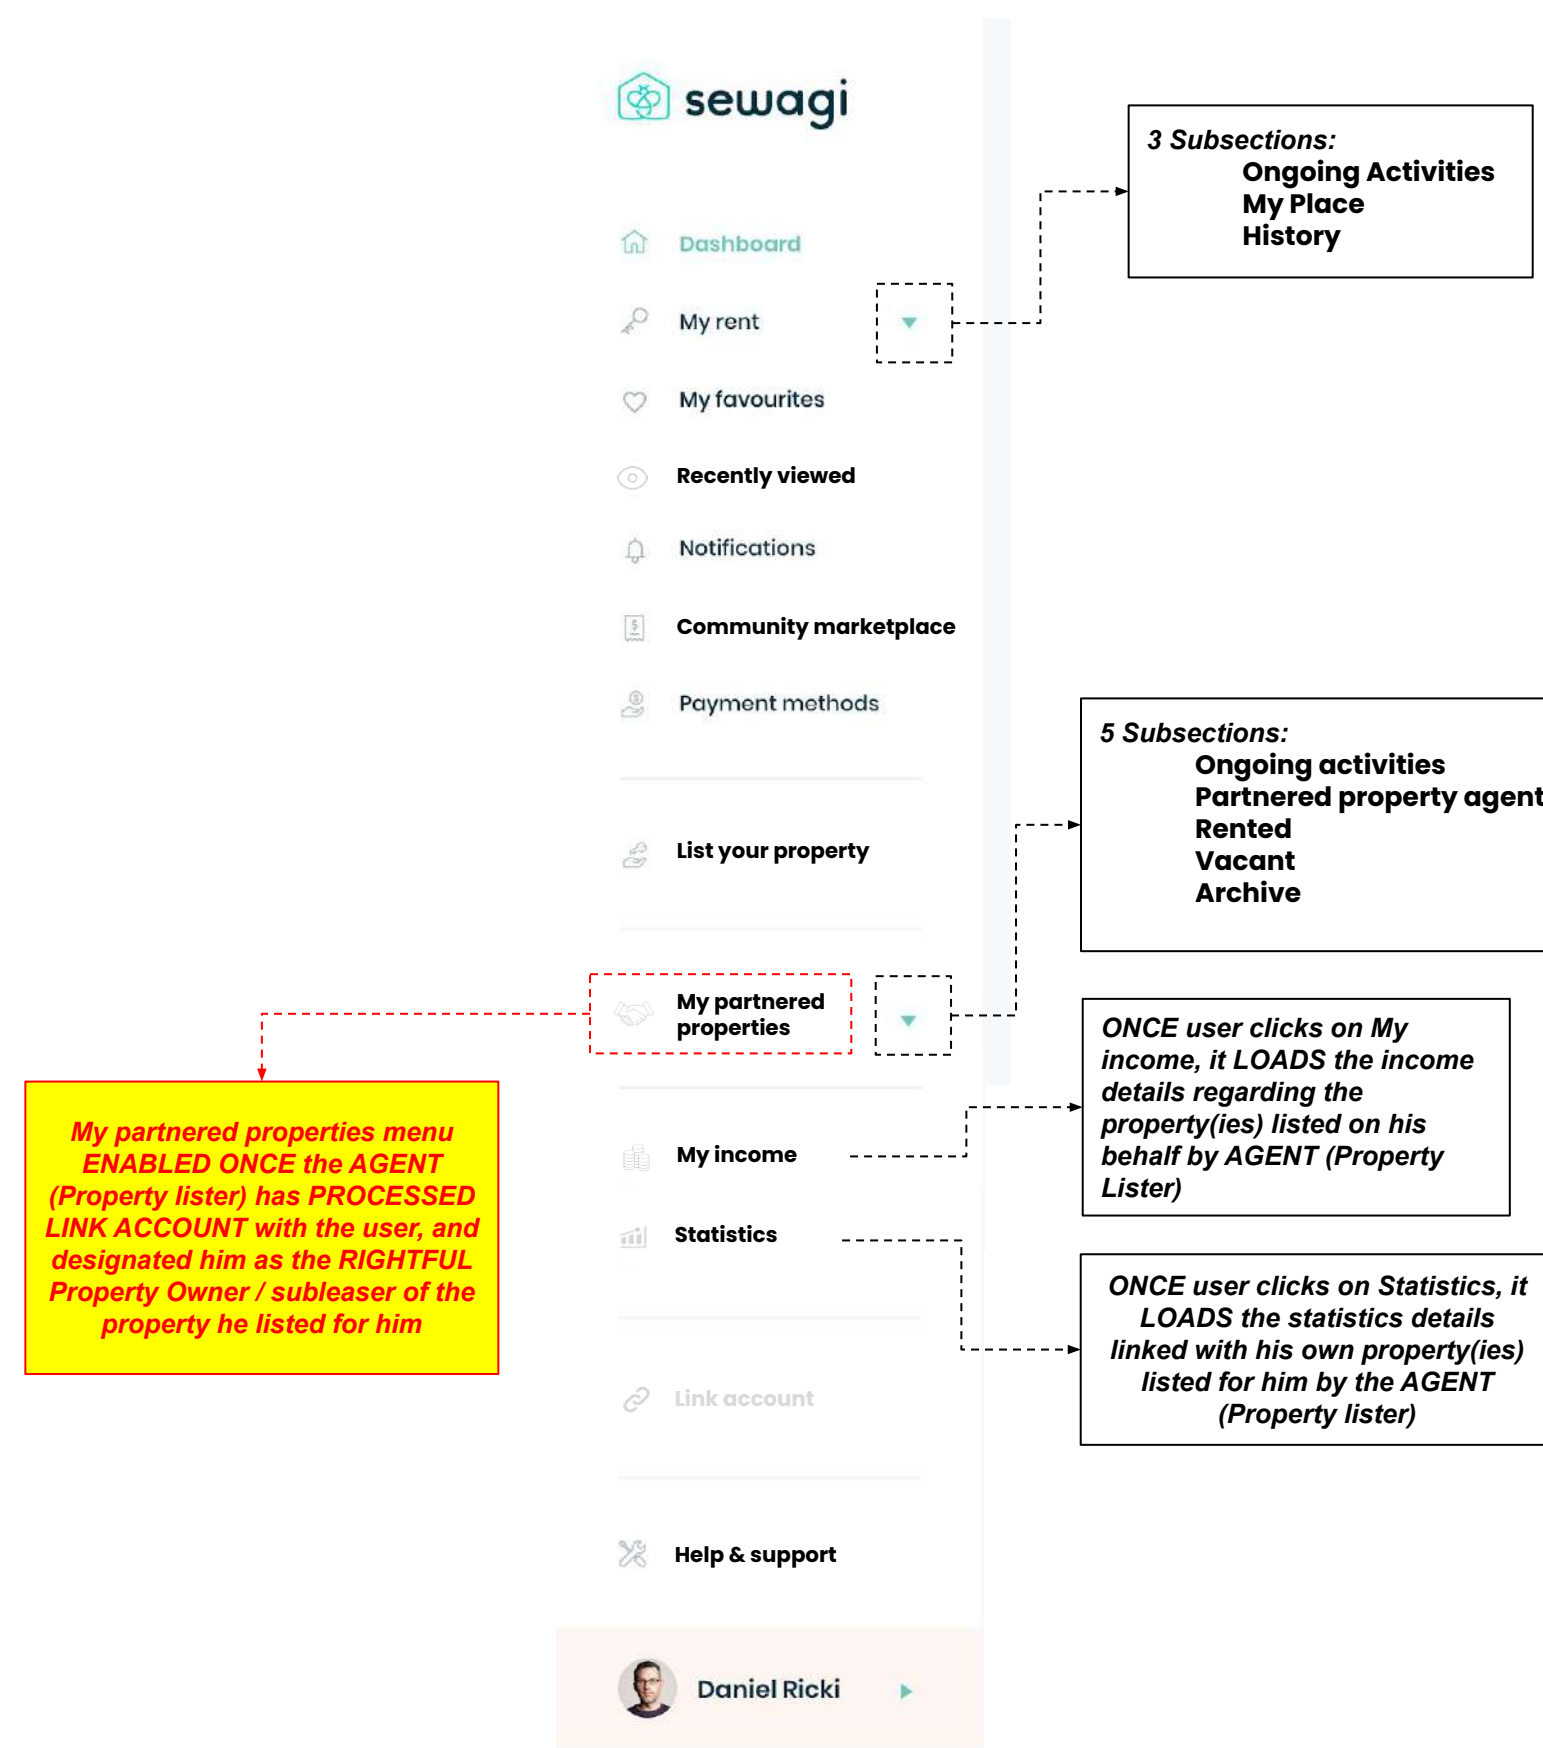 sewagi
3 Subsections:
Ongoing Activities
My Place
History
Dashboard
My rent
My favourites
Recently viewed
Notifications
Community marketplace
Payment methods
5 Subsections:
Ongoing activities
Partnered property agent
Rented
Vacant
Archive
List your property
My partnered
properties
ONCE user clicks on My
income, it LOADS the income
details regarding the
property(ies) listed on his
behalf by AGENT (Property
Lister)
My partnered properties menu
ENABLED ONCE the AGENT
(Property lister) has PROCESSED
LINK ACCOUNT with the user, and
designated him as the RIGHTFUL
Property Owner / subleaser of the
property he listed for him
My income
Statistics
ONCE user clicks on Statistics, it
LOADS the statistics details
linked with his own property(ies)
listed for him by the AGENT
(Property lister)
Link account
Help & support
Daniel Ricki